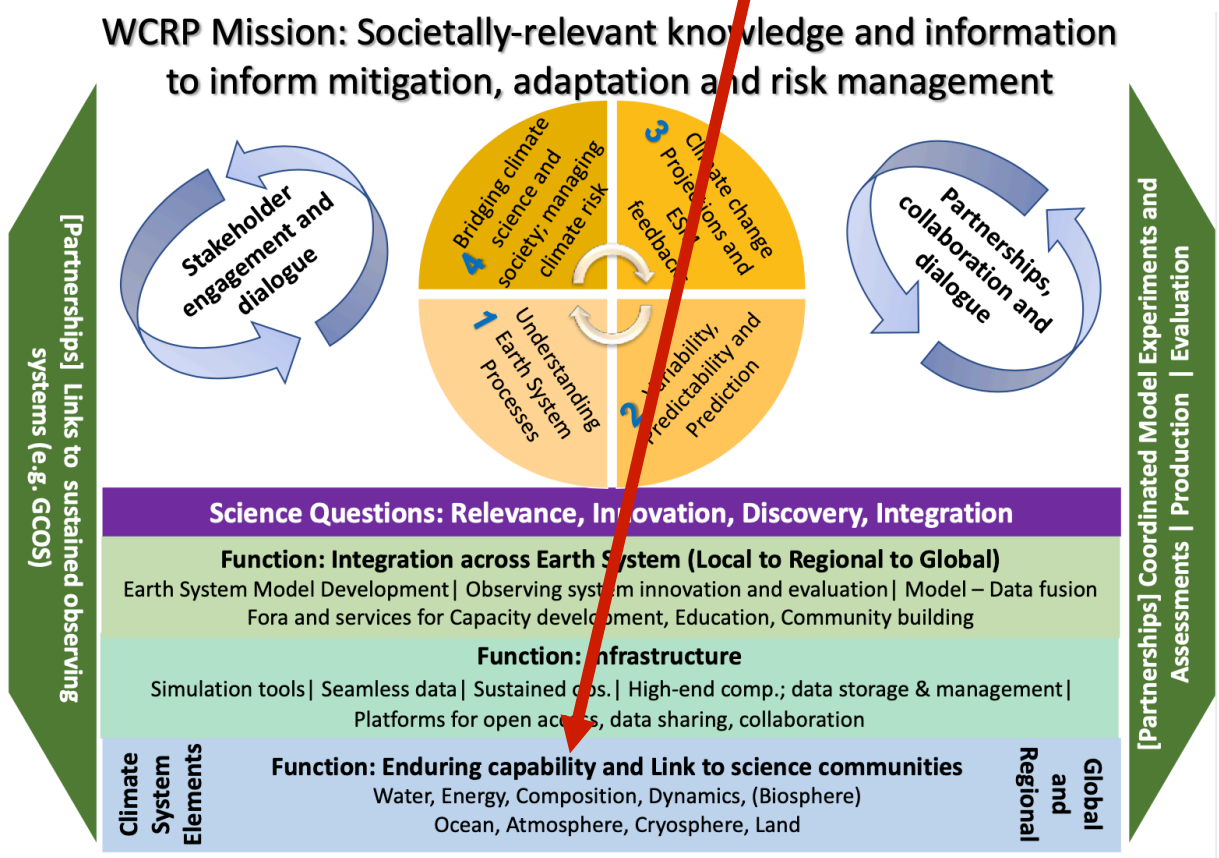 WCRP Mission: Societally-relevant knowledge and information
to inform mitigation, adaptation and risk management
[Partnerships] Links to sustained observing
systems (e.g. GCOS)
Stakeholder
engagement and
dialogue
4
Bridging climate
science and
society; managing
climate risk
3
Climate change
Projections and
ESM
feedbacks
1
Understanding
Earth System
Processes
2
Variability,
Predictability and
Prediction
Partnerships,
collaboration and
dialogue
[Partnerships] Coordinated Model Experiments and
Assessments | Production | Evaluation
Science Questions: Relevance, Innovation, Discovery, Integration
Function: Integration across Earth System (Local to Regional to Global)
Earth System Model Development| Observing system innovation and evaluation| Model – Data fusion
Fora and services for Capacity development, Education, Community building
Function: Infrastructure
Simulation tools| Seamless data| Sustained obs.| High-end comp.; data storage & management|
Platforms for open access, data sharing, collaboration
Climate
System
Elements
Function: Enduring capability and Link to science communities
Water, Energy, Composition, Dynamics, (Biosphere)
Ocean, Atmosphere, Cryosphere, Land
Global
and
Regional